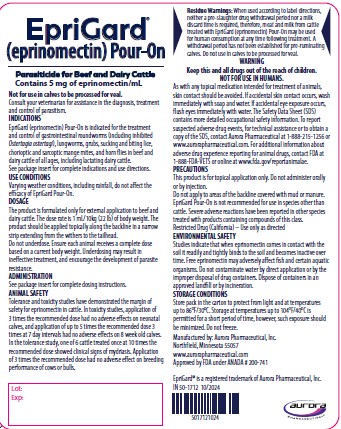 EpriGard®
(eprinomectin) Pour-On
Parasiticide for Beef and Dairy Cattle
Contains 5 mg of eprinomectin/mL
Not for use in calves to be processed for veal.
Consult your veterinarian for assistance in the diagnosis, treatment
and control of parasitism.
INDICATIONS
EpriGard (eprinomectin) Pour-On is indicated for the treatment
and control of gastrointestinal roundworms (including inhibited
Ostertagia ostertagi), lungworms, grubs, sucking and biting lice,
chorioptic and sarcoptic mange mites, and horn flies in beef and
dairy cattle of all ages, including lactating dairy cattle.
See package insert for complete indications and use directions.
USE CONDITIONS
Varying weather conditions, including rainfall, do not affect the
efficacy of EpriGard Pour-On.
DOSAGE
The product is formulated only for external application to beef and
dairy cattle. The dose rate is 1 mL/10kg (22 lb) of body weight. The
product should be applied topically along the backline in a narrow
strip extending from the withers to the tailhead.
Do not underdose. Ensure each animal receives a complete dose
based on a current body weight. Underdosing may result in
ineffective treatment, and encourage the development of parasite
resistance.
ADMINISTRATION
See package insert for complete dosing instructions.
ANIMAL SAFETY
Tolerance and toxicity studies have demonstrated the margin of
safety for eprinomectin in cattle. In toxicity studies, application of
3 times the recommended dose had no adverse effects on neonatal
calves, and application of up to 5 times the recommended dose 3
times at 7 day intervals had no adverse effects on 8 week old calves.
In the tolerance study, one of 6 cattle treated once at 10 times the
recommended dose showed clinical signs of mydriasis. Application
of 3 times the recommended dose had no adverse effect on breeding
performance of cows or bulls.
Lot:
Exp:
Residue Warnings: When used according to label directions,
neither a pre-slaughter drug withdrawal period nor a milk
discard time is required, therefore, meat and milk from cattle
treated with EpriGard (eprinomectin) Pour-On may be used
for human consumption at any time following treatment. A
withdrawal period has not been established for pre-ruminating
calves. Do not use in calves to be processed for veal.
WARNING
Keep this and all drugs out of the reach of children.
NOT FOR USE IN HUMANS.
As with any topical medication intended for treatment of animals,
skin contact should be avoided. If accidental skin contact occurs, wash
immediately with soap and water. If accidental eye exposure occurs,
flush eyes immediately with water. The Safety Data Sheet (SDS)
contains more detailed occupational safety information. To report
suspected adverse drug events, for technical assistance or to obtain a
copy of the SDS, contact Aurora Pharmaceutical at 1-888-215-1256 or
www.aurorapharmaceutical.com. For additional information about
adverse drug experience reporting for animal drugs, contact FDA at
1-888-FDA-VETS or online at www.fda.gov/reportanimalae.
PRECAUTIONS
This product is for topical application only. Do not administer orally
or by injection.
Do not apply to areas of the backline covered with mud or manure.
EpriGard Pour-On is not recommended for use in species other than
cattle. Severe adverse reactions have been reported in other species
treated with products containing compounds of this class.
Restricted Drug (California) – Use only as directed
ENVIRONMENTAL SAFETY
Studies indicate that when eprinomectin comes in contact with the
soil it readily and tightly binds to the soil and becomes inactive over
time. Free eprinomectin may adversely affect fish and certain aquatic
organisms. Do not contaminate water by direct application or by the
improper disposal of drug containers. Dispose of containers in an
approved landfill or by incineration.
STORAGE CONDITIONS
Store pack in the carton to protect from light and at temperatures
up to 86°F/30°C. Storage at temperatures up to 104°F/40°C is
permitted for a short period of time, however, such exposure should
be minimized. Do not freeze.
Manufactured by: Aurora Pharmaceutical, Inc.
Northfield, Minnesota 55057
www.aurorapharmaceutical.com
Approved by FDA under ANADA # 200-741
EpriGard® is a registered trademark of Aurora Pharmaceutical, Inc.
IN 50-1712 10/2024
5017121024
aurora
PHARMACEUTICAL